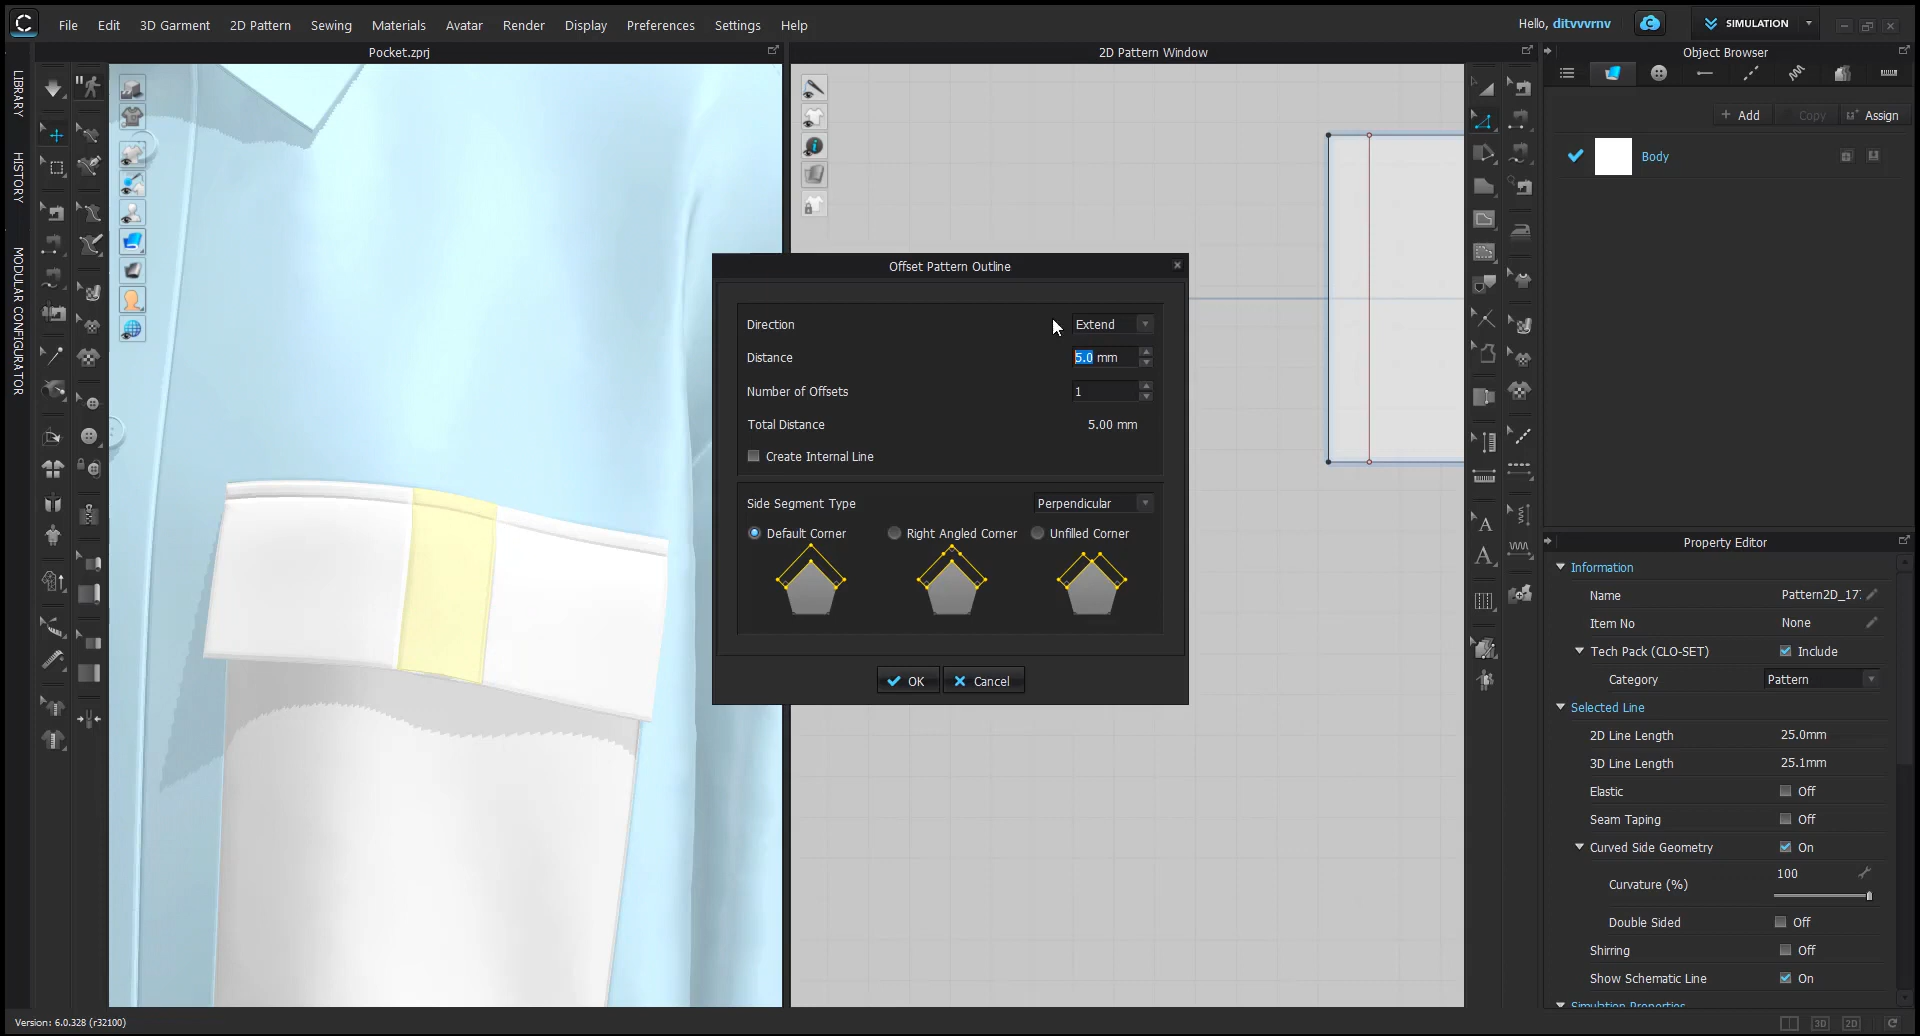 File Edit 3D Garment 2D Pattern Sewing Materials Avatar Render Display Preferences Settings Help
Hello, ditvvvrnv
SIMULATION
Pocket.zprj
2D Pattern Window
Object Browser
LIBRARY
HISTORY
MODULAR CONFIGURATOR
+ Add Copy Assign
Body
Offset Pattern Outline
Direction Extend
Distance 5.0 mm
Number of Offsets 1
Total Distance 5.00 mm
Create Internal Line
Side Segment Type Perpendicular
Default Corner Right Angled Corner Unfilled Corner
OK Cancel
Property Editor
Information
Name Pattern2D_17
Item No None
Tech Pack (CLO-SET) Include
Category Pattern
Selected Line
2D Line Length 25.0mm
3D Line Length 25.1mm
Elastic Off
Seam Taping Off
Curved Side Geometry On
Curvature (%) 100
Double Sided Off
Shirring Off
Show Schematic Line On
Simulation Properties
Version: 6.0.328 (r32100)
3D 2D